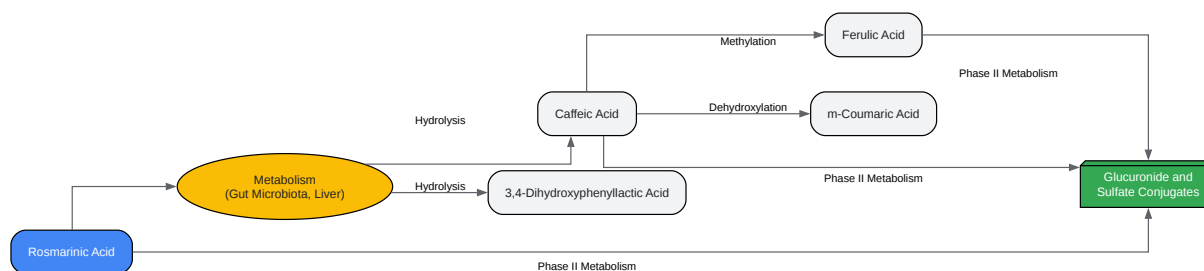 Ferulic Acid
Methylation
Phase II Metabolism
Caffeic Acid
Dehydroxylation
m-Coumaric Acid
Hydrolysis
Metabolism
(Gut Microbiota, Liver)
Hydrolysis
3,4-Dihydroxyphenyllactic Acid
Phase II Metabolism
Glucuronide and
Sulfate Conjugates
Rosmarinic Acid
Phase II Metabolism